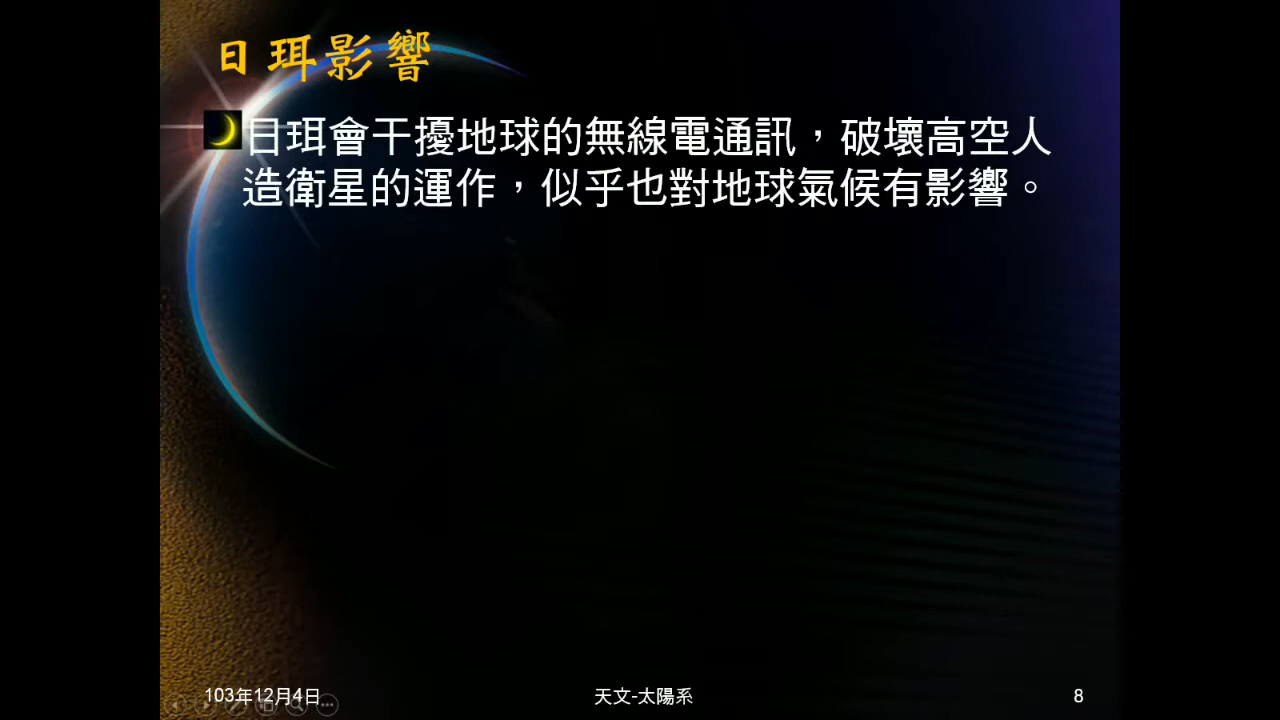 日珥影響
日珥會干擾地球的無線電通訊，破壞高空人
造衛星的運作，似乎也對地球氣候有影響。
103年12月4日
天文-太陽系
8